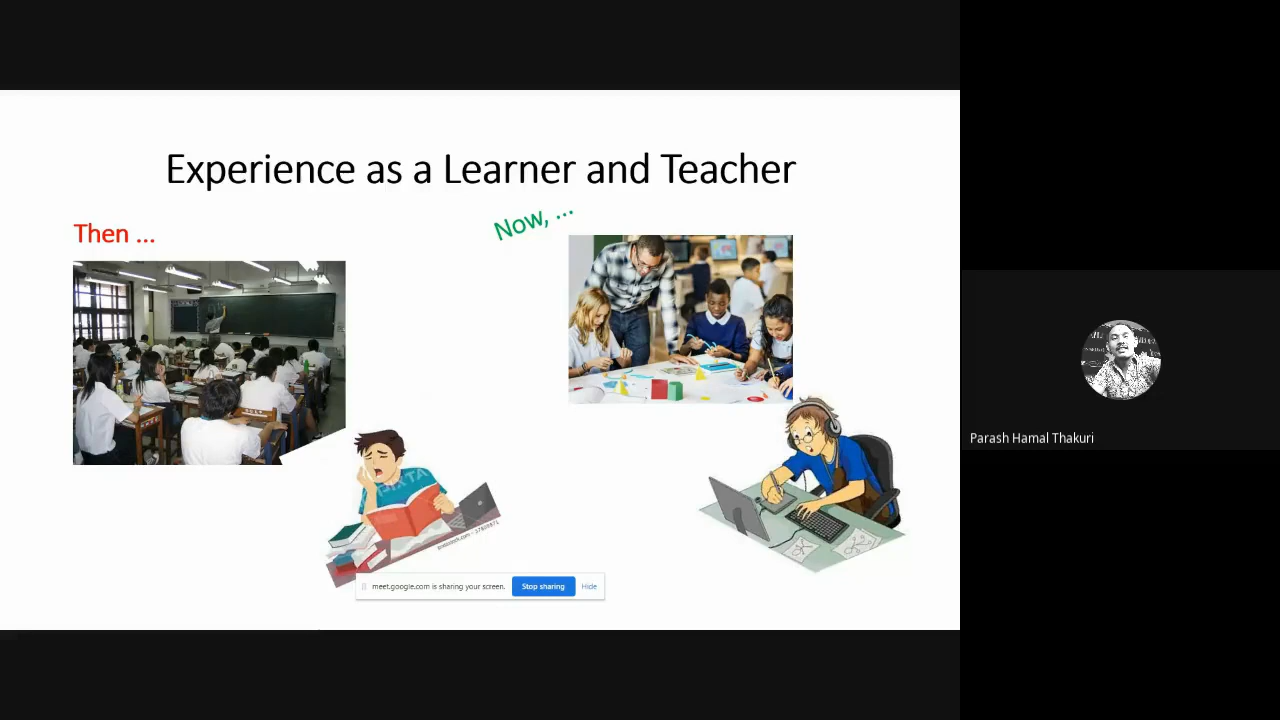 Experience as a Learner and Teacher
Then ...
Now, ...
PIXTA
meet.google.com is sharing your screen.
Stop sharing
Hide
Parash Hamal Thakuri